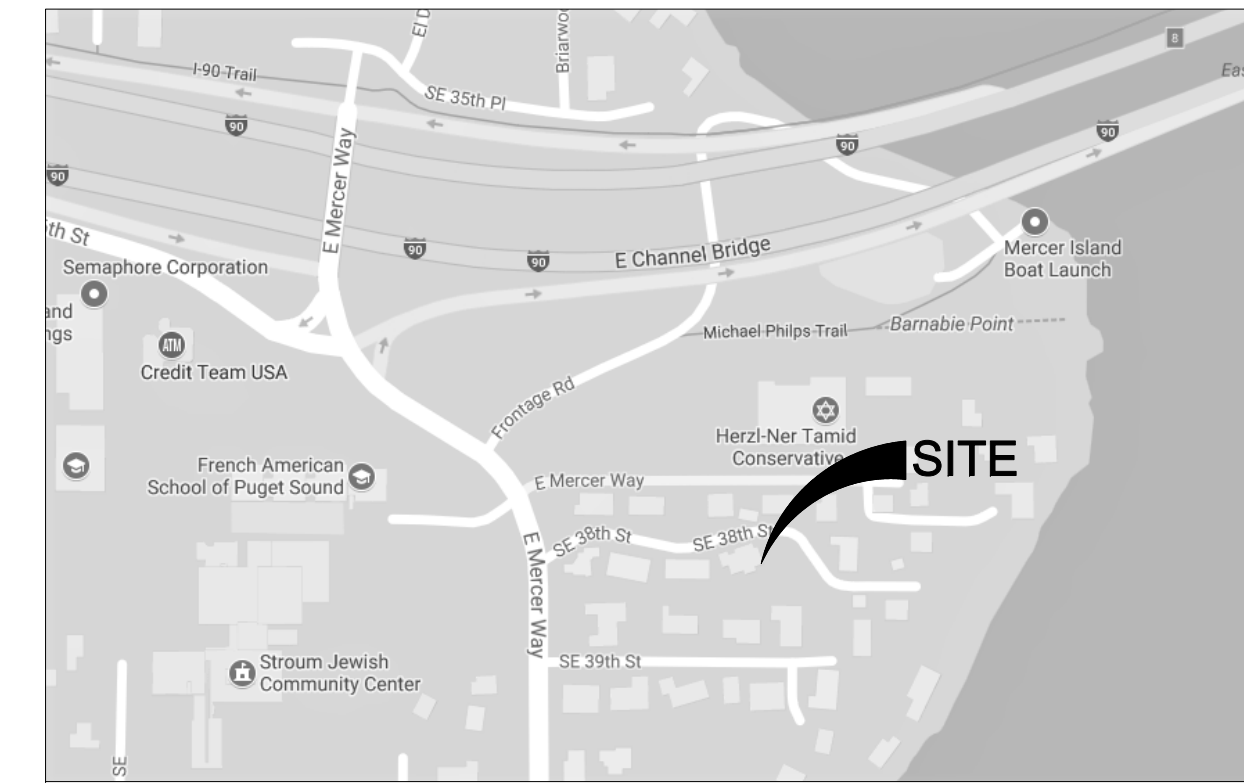 El D
Briarwo
8
Eas
I-90 Trail
SE 35th Pl
90
90
90
90
E Mercer Way
5th St
90
90
E Channel Bridge
Mercer Island
Boat Launch
Semaphore Corporation
and
ngs
ATM
Credit Team USA
Michael Philps Trail
Barnabie Point
Frontage Rd
Herzl-Ner Tamid
Conservative
SITE
French American
School of Puget Sound
E Mercer Way
SE 38th St
SE 38th St
E Mercer Way
SE 39th St
Stroum Jewish
Community Center
SE